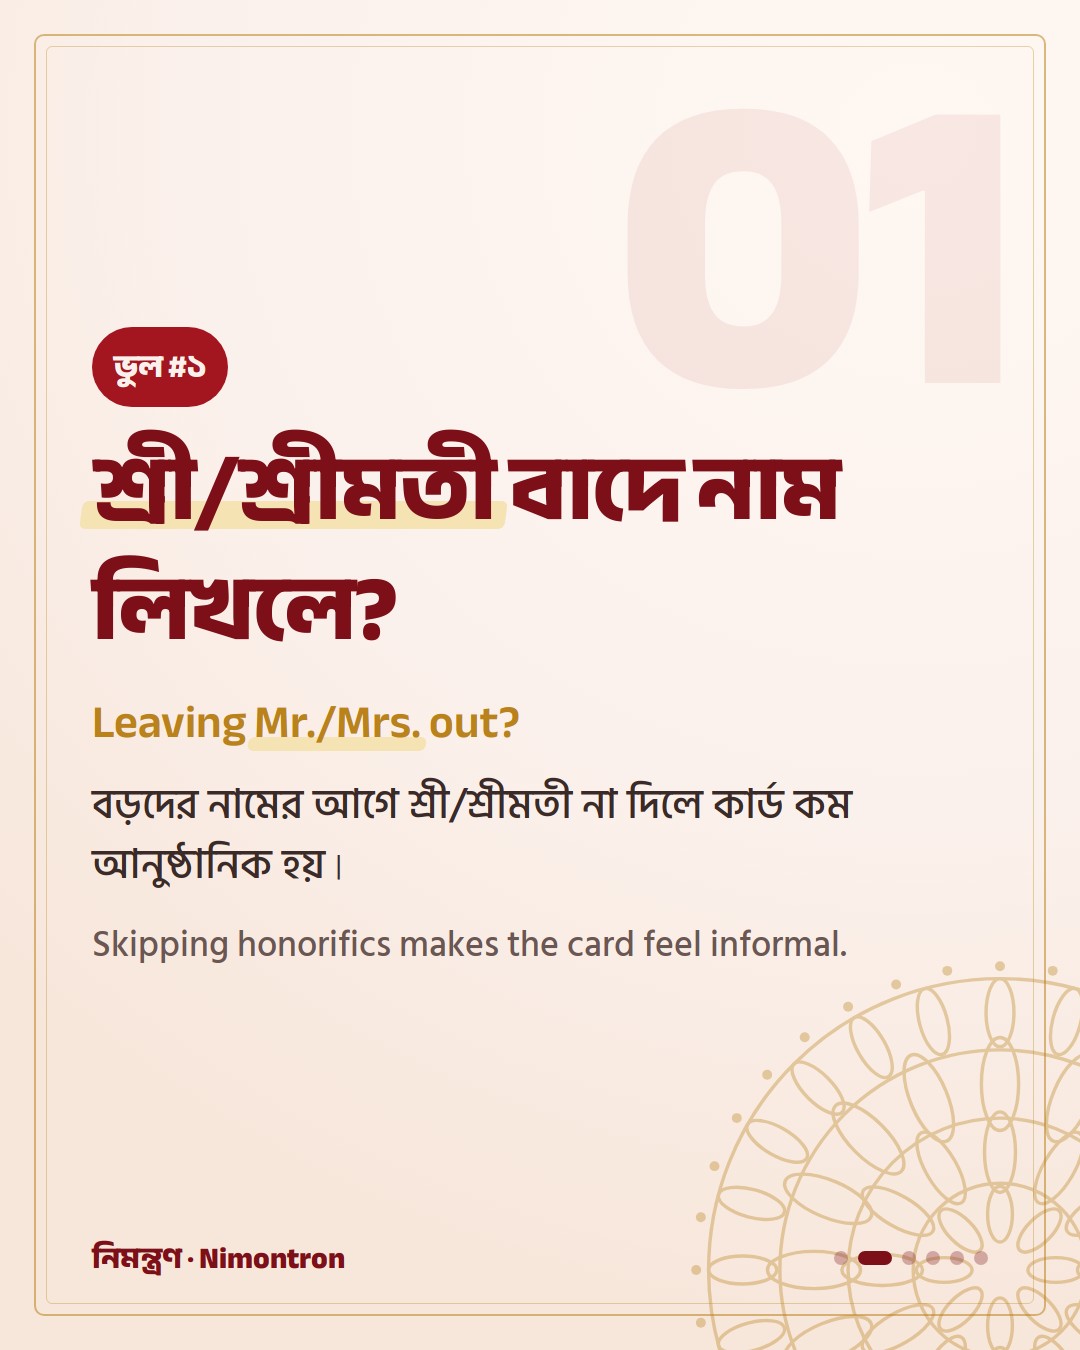 01
ভুল #১
শ্রী/শ্রীমতী বাদে নাম
লিখলে?
Leaving Mr./Mrs. out?
বড়দের নামের আগে শ্রী/শ্রীমতী না দিলে কার্ড কম
আনুষ্ঠানিক হয়।
Skipping honorifics makes the card feel informal.
নিমন্ত্রণ · Nimontron